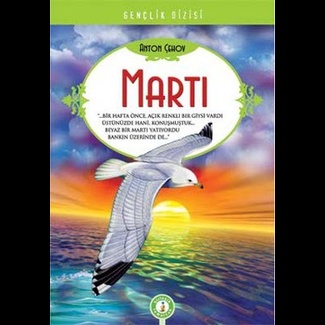 GENÇLİK DİZİSİ
ANTON ÇEHOV
MARTI
"...BİR HAFTA ÖNCE, AÇIK RENKLİ BİR GİYSİ VARDI
ÜSTÜNÜZDE HANİ, KONUŞMUŞTUK...
BEYAZ BİR MARTI YATIYORDU
BANKIN ÜZERİNDE DE..."